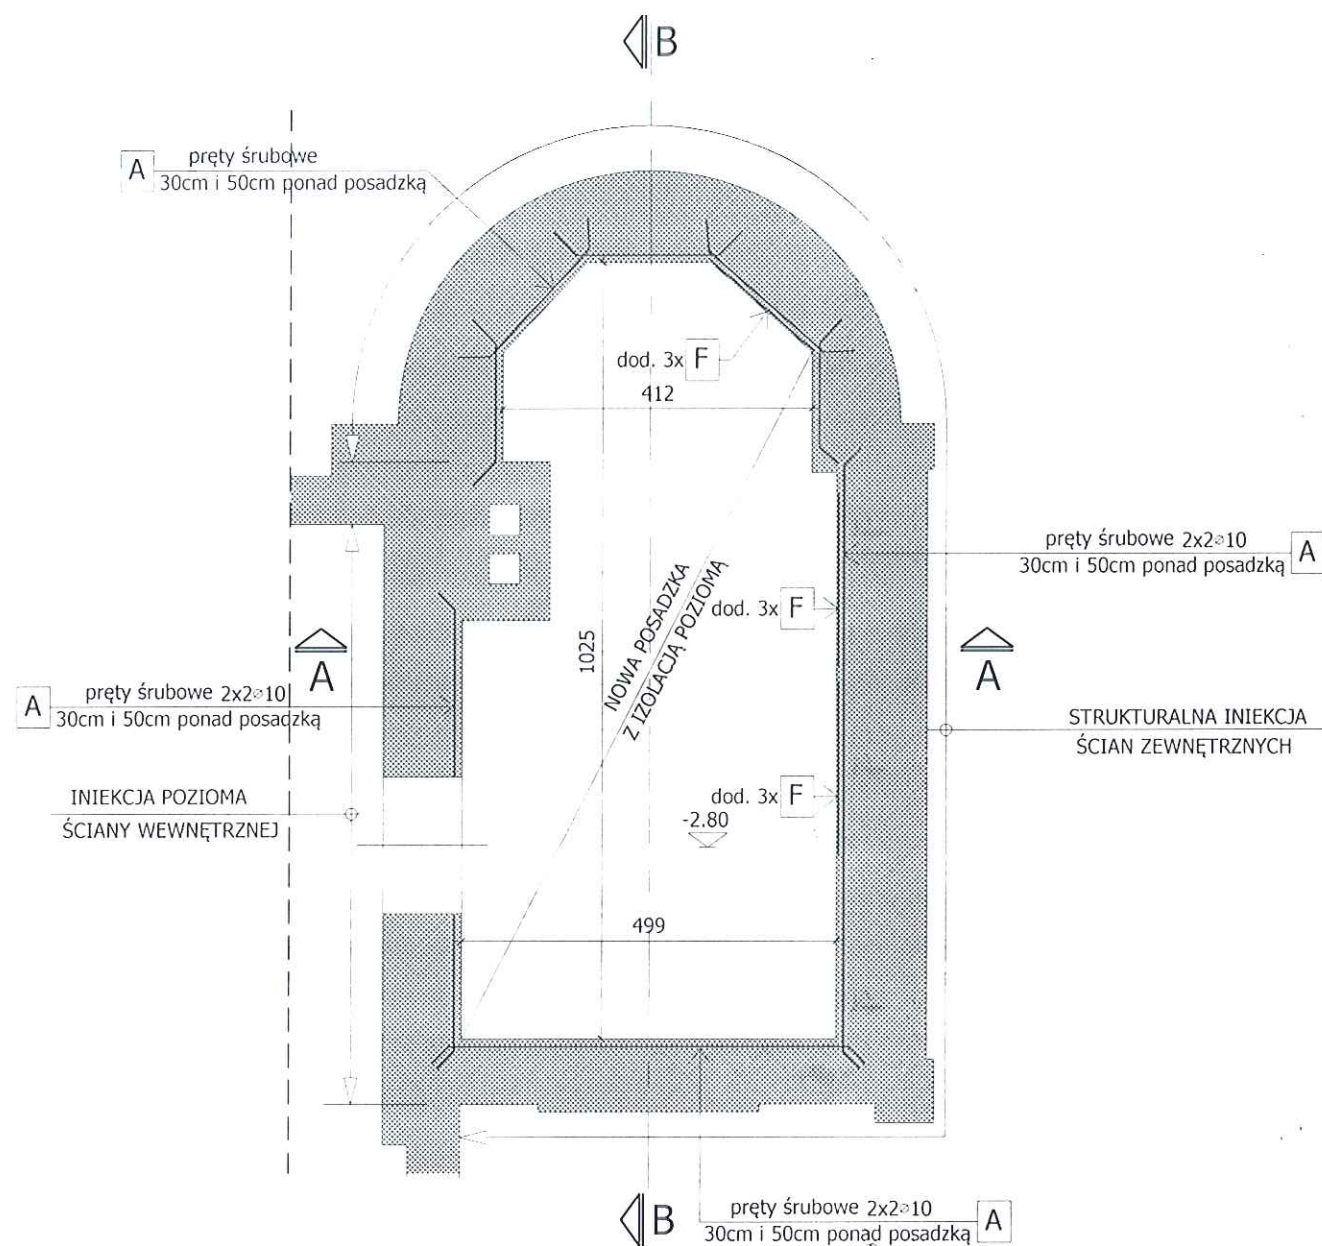 B
A
pręty śrubowe
30cm i 50cm ponad posadzką
dod. 3x F
412
pręty śrubowe 2x2⌀10
30cm i 50cm ponad posadzką
A
NOWA POSADZKA
Z IZOLACJĄ POZIOMĄ
dod. 3x F
1025
A
A
pręty śrubowe 2x2⌀10
30cm i 50cm ponad posadzką
A
STRUKTURALNA INIEKCJA
ŚCIAN ZEWNĘTRZNYCH
INIEKCJA POZIOMA
ŚCIANY WEWNĘTRZNEJ
dod. 3x F
-2.80
499
B
pręty śrubowe 2x2⌀10
30cm i 50cm ponad posadzką
A